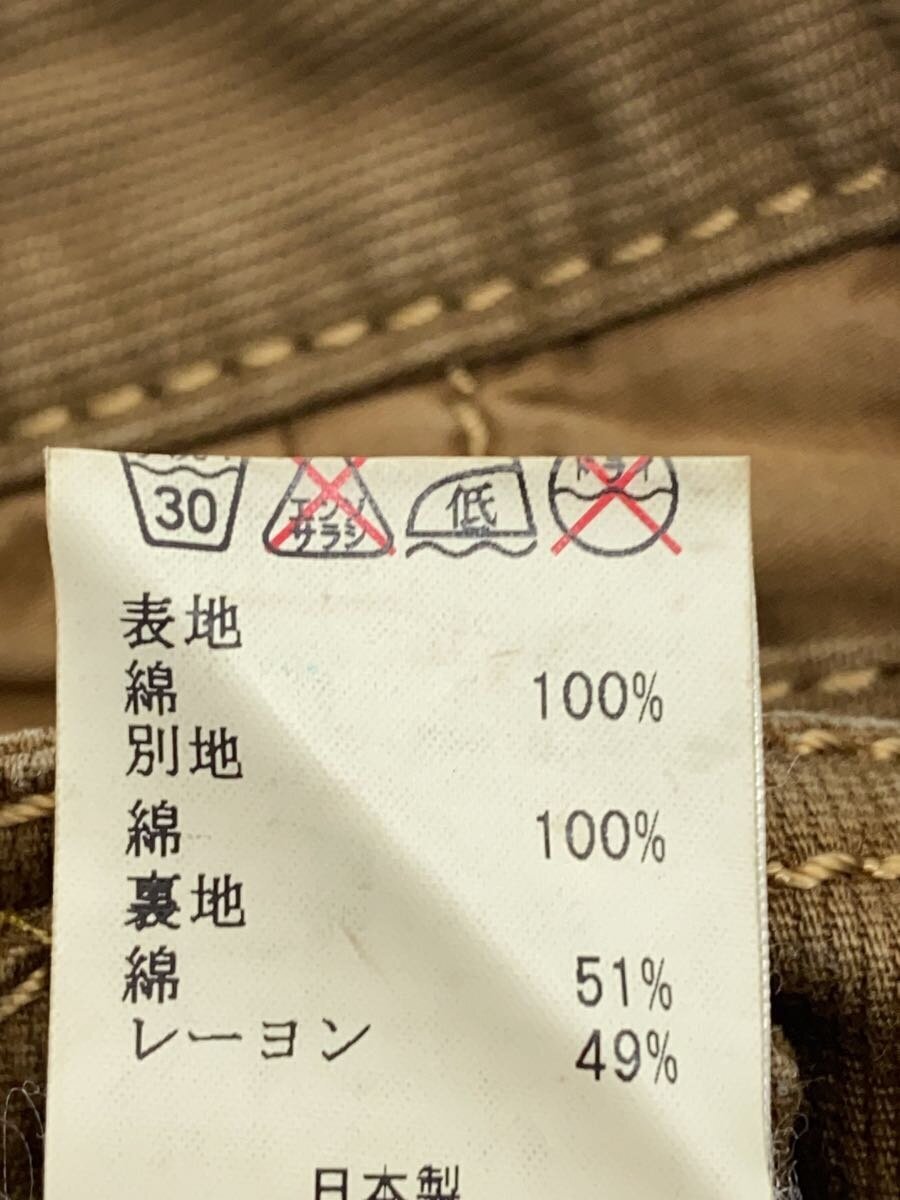 30
エンソ
サラシ
低
ドライ
表地
綿 100%
別地
綿 100%
裏地
綿 51%
レーヨン 49%
日本製